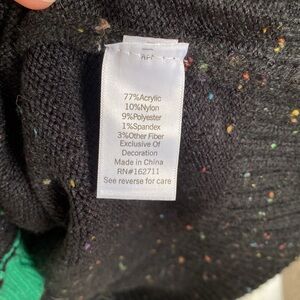 77%Acrylic
10%Nylon
9%Polyester
1%Spandex
3%Other Fiber
Exclusive Of
Decoration
Made in China
RN#162711
See reverse for care